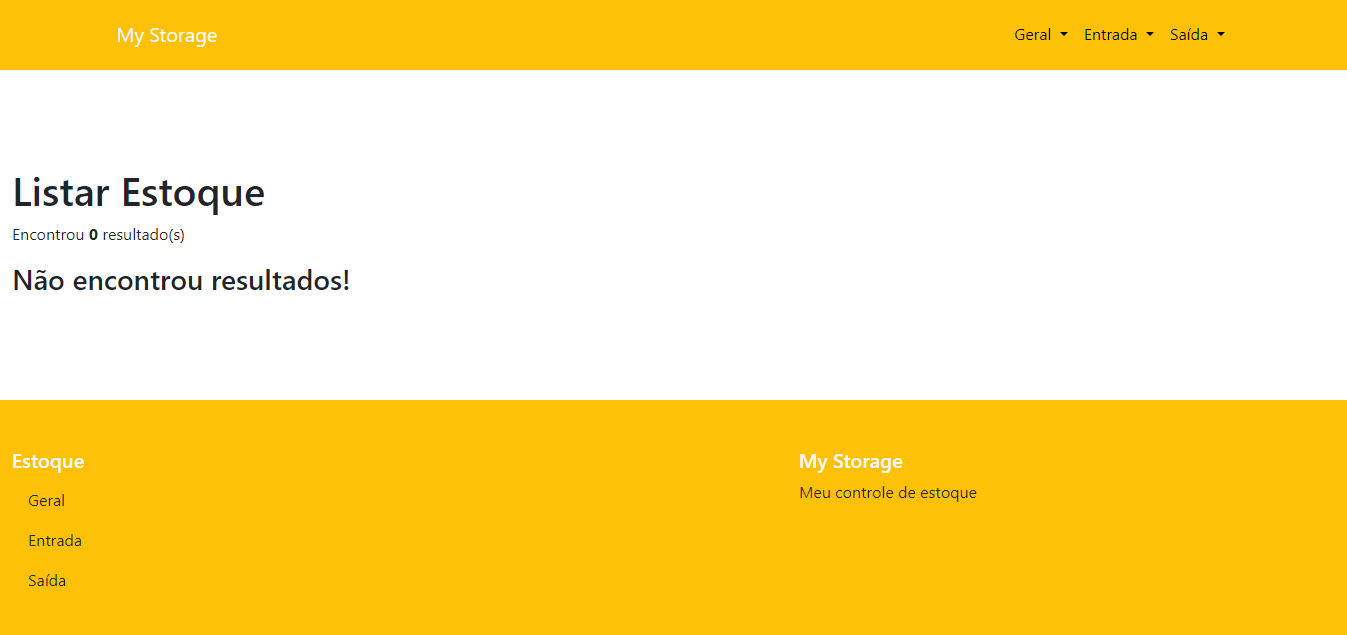 My Storage
Geral
Entrada
Saída
Listar Estoque
Encontrou 0 resultado(s)
Não encontrou resultados!
Estoque
Geral
Entrada
Saída
My Storage
Meu controle de estoque